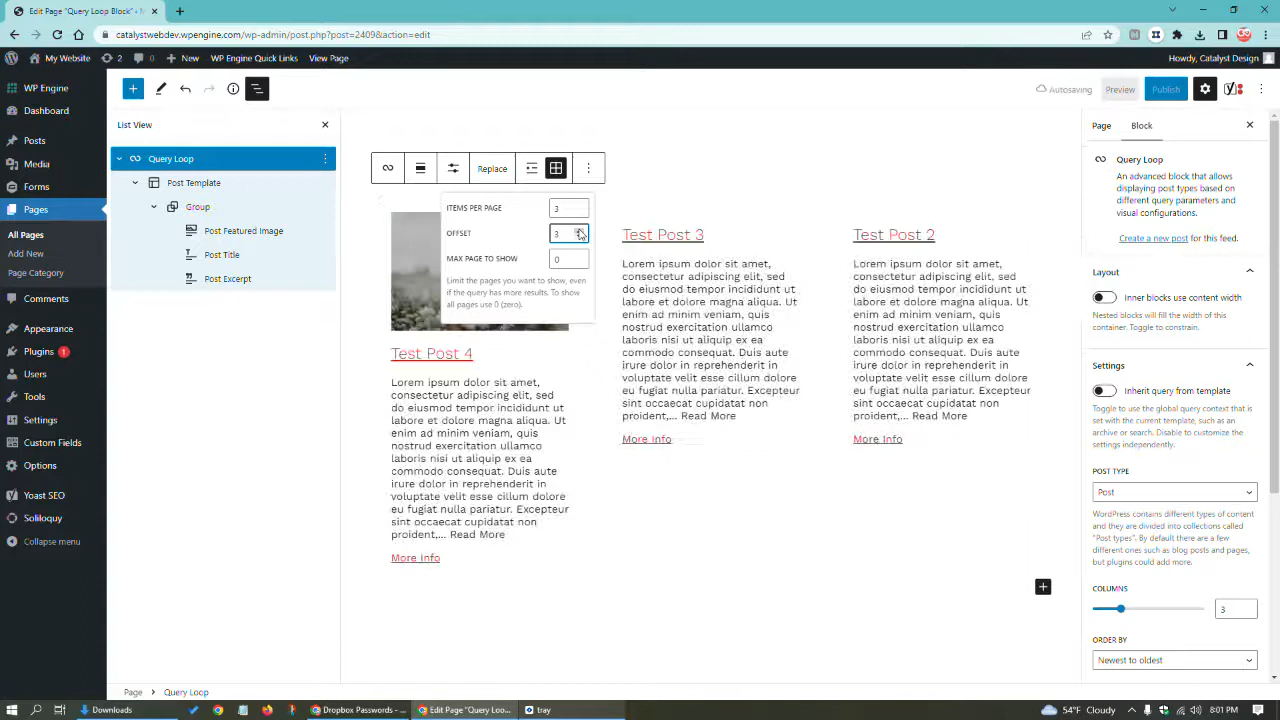 Edit Page "Query Loop Block" ‹
catalystwebdev.wpengine.com/wp-admin/post.php?post=2409&action=edit
My Website
2
0
New
WP Engine Quick Links
View Page
Howdy, Catalyst Design
WP Engine
Dashboard
Posts
Media
Forms
Pages
All Pages
Add New
Page Category
Comments
Appearance
Plugins 1
Users
Tools
Settings
Custom Fields
Options
Yoast SEO
Soliloquy
Collapse menu
Autosaving
Preview
Publish
List View
Query Loop
Post Template
Group
Post Featured Image
Post Title
Post Excerpt
Replace
ITEMS PER PAGE
3
OFFSET
3
MAX PAGE TO SHOW
0
Limit the pages you want to show, even
if the query has more results. To show
all pages use 0 (zero).
Test Post 4
Lorem ipsum dolor sit amet,
consectetur adipiscing elit, sed
do eiusmod tempor incididunt ut
labore et dolore magna aliqua. Ut
enim ad minim veniam, quis
nostrud exercitation ullamco
laboris nisi ut aliquip ex ea
commodo consequat. Duis aute
irure dolor in reprehenderit in
voluptate velit esse cillum dolore
eu fugiat nulla pariatur. Excepteur
sint occaecat cupidatat non
proident,… Read More
More Info
Test Post 3
Lorem ipsum dolor sit amet,
consectetur adipiscing elit, sed
do eiusmod tempor incididunt ut
labore et dolore magna aliqua. Ut
enim ad minim veniam, quis
nostrud exercitation ullamco
laboris nisi ut aliquip ex ea
commodo consequat. Duis aute
irure dolor in reprehenderit in
voluptate velit esse cillum dolore
eu fugiat nulla pariatur. Excepteur
sint occaecat cupidatat non
proident,… Read More
More Info
Test Post 2
Lorem ipsum dolor sit amet,
consectetur adipiscing elit, sed
do eiusmod tempor incididunt ut
labore et dolore magna aliqua. Ut
enim ad minim veniam, quis
nostrud exercitation ullamco
laboris nisi ut aliquip ex ea
commodo consequat. Duis aute
irure dolor in reprehenderit in
voluptate velit esse cillum dolore
eu fugiat nulla pariatur. Excepteur
sint occaecat cupidatat non
proident,… Read More
More Info
Page
Block
Query Loop
An advanced block that allows
displaying post types based on
different query parameters and
visual configurations.
Create a new post for this feed.
Layout
Inner blocks use content width
Nested blocks will fill the width of this
container. Toggle to constrain.
Settings
Inherit query from template
Toggle to use the global query context that is
set with the current template, such as an
archive or search. Disable to customize the
settings independently.
POST TYPE
Post
WordPress contains different types of content
and they are divided into collections called
"Post types". By default there are a few
different ones such as blog posts and pages,
but plugins could add more.
COLUMNS
3
ORDER BY
Newest to oldest
Page
Query Loop
Downloads
Dropbox Passwords - ...
Edit Page "Query Loo...
tray
54°F Cloudy
8:01 PM